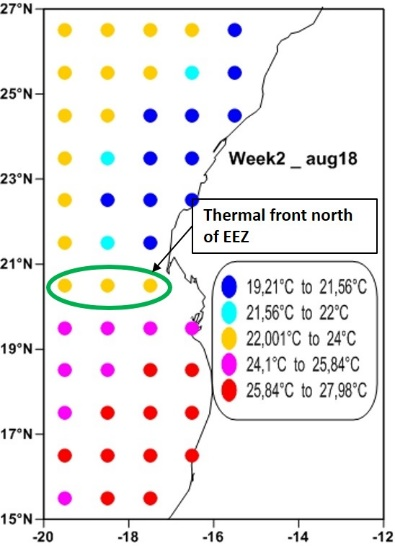 27°N
25°N
Week2 _ aug18
23°N
Thermal front north
of EEZ
21°N
19,21°C to 21,56°C
21,56°C to 22°C
22,001°C to 24°C
24,1°C to 25,84°C
25,84°C to 27,98°C
19°N
17°N
15°N
-20 -18 -16 -14 -12